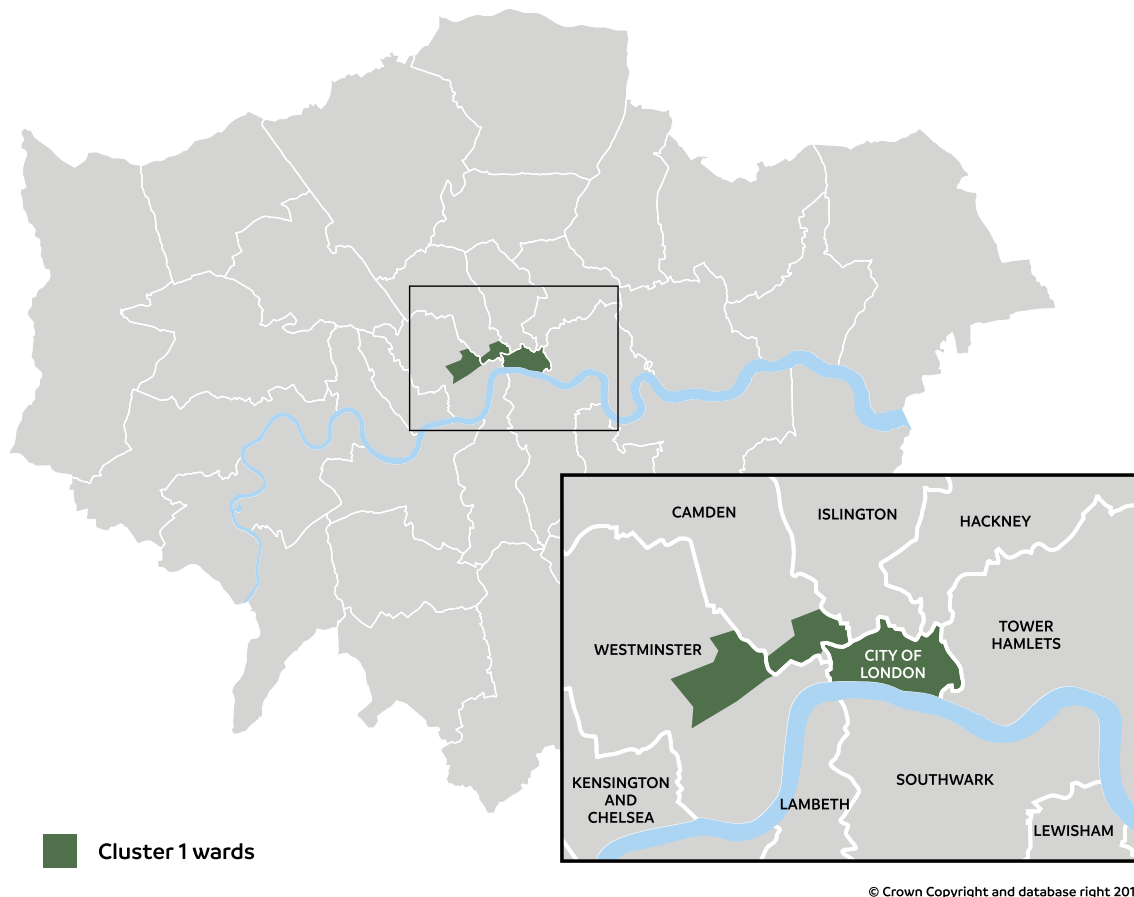 CAMDEN
ISLINGTON
HACKNEY
WESTMINSTER
TOWER
HAMLETS
CITY OF
LONDON
KENSINGTON
AND
CHELSEA
LAMBETH
SOUTHWARK
LEWISHAM
Cluster 1 wards
© Crown Copyright and database right 201